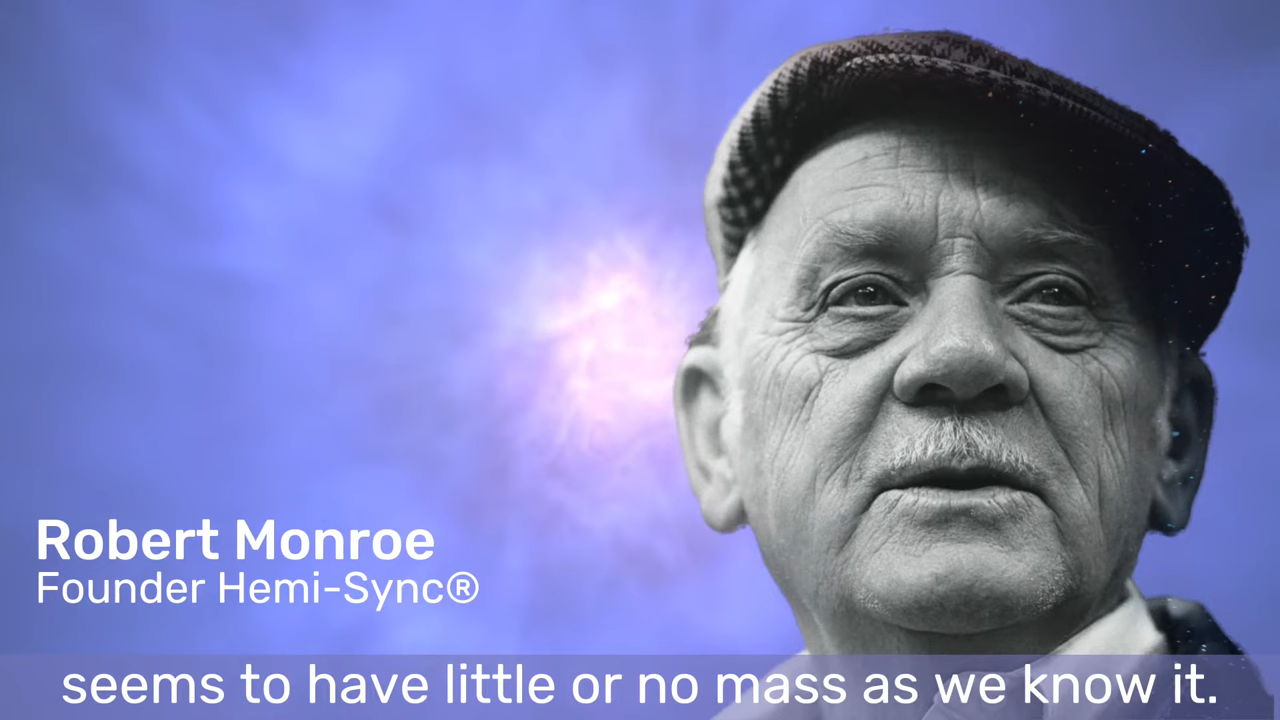 Robert Monroe
Founder Hemi-Sync®
seems to have little or no mass as we know it.